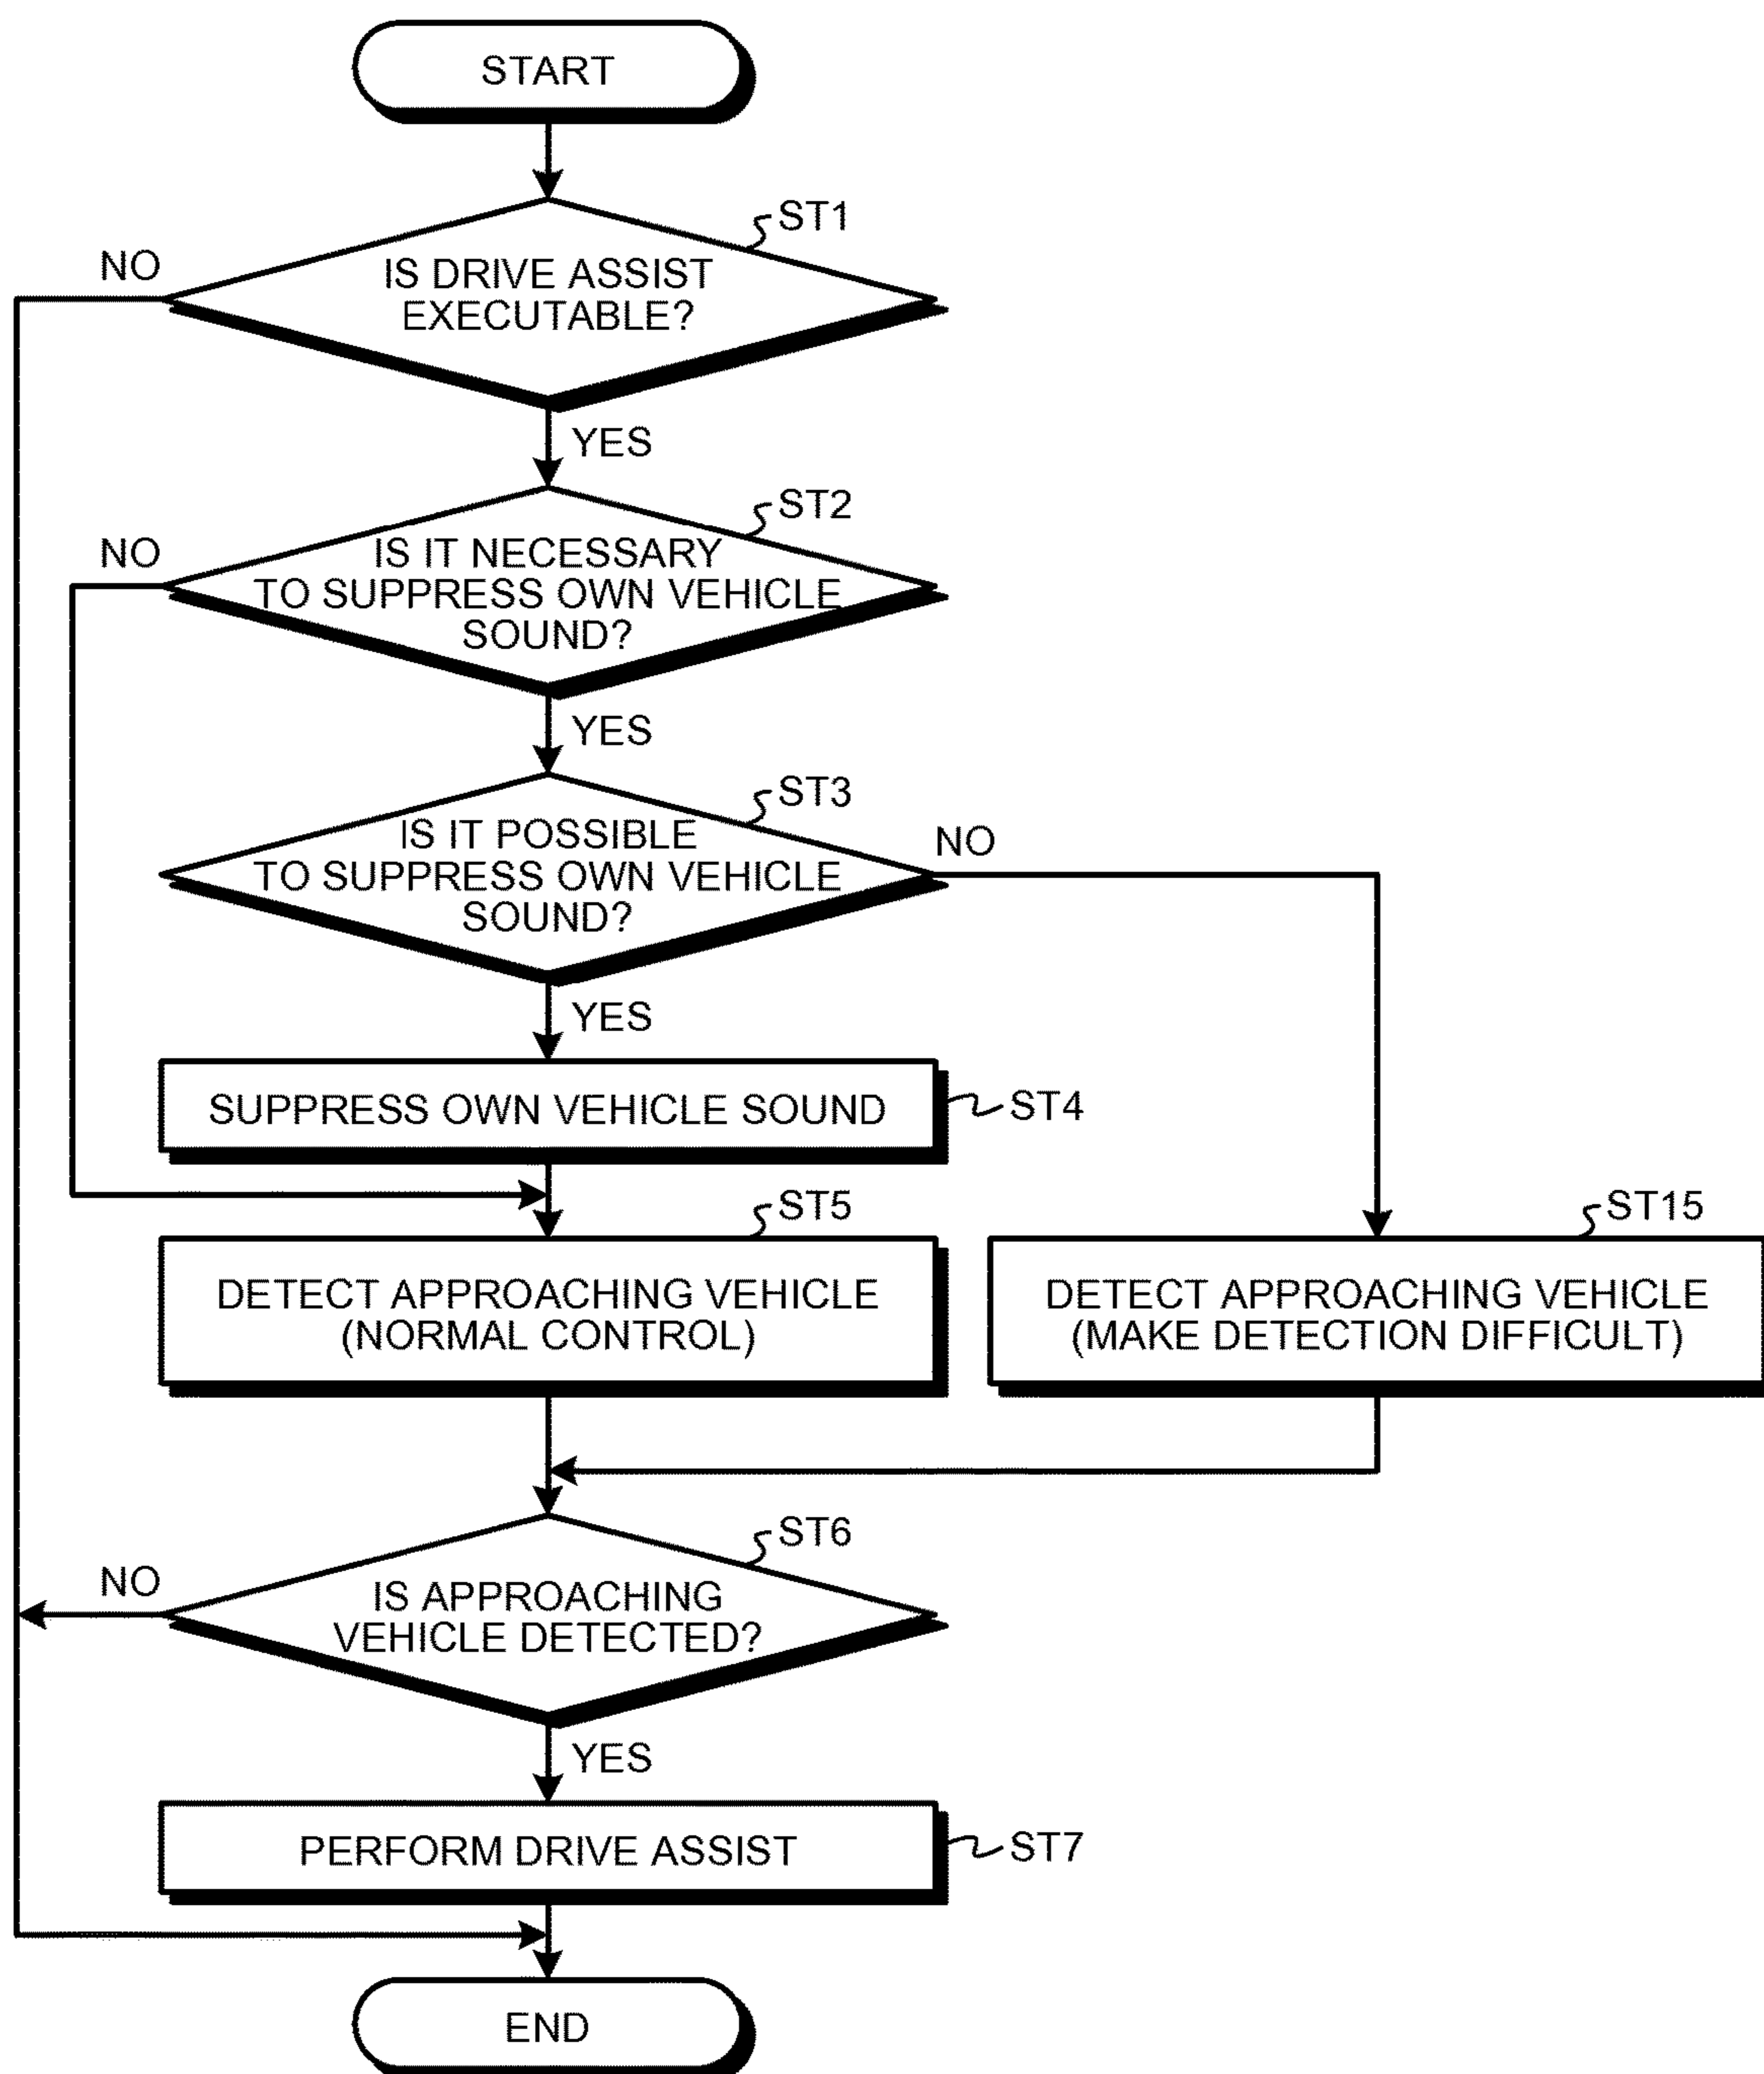 START
ST1
NO
IS DRIVE ASSIST
EXECUTABLE?
YES
ST2
NO
IS IT NECESSARY
TO SUPPRESS OWN VEHICLE
SOUND?
YES
ST3
IS IT POSSIBLE
TO SUPPRESS OWN VEHICLE
SOUND?
NO
YES
SUPPRESS OWN VEHICLE SOUND
ST4
ST5
ST15
DETECT APPROACHING VEHICLE
(NORMAL CONTROL)
DETECT APPROACHING VEHICLE
(MAKE DETECTION DIFFICULT)
ST6
NO
IS APPROACHING
VEHICLE DETECTED?
YES
PERFORM DRIVE ASSIST
ST7
END